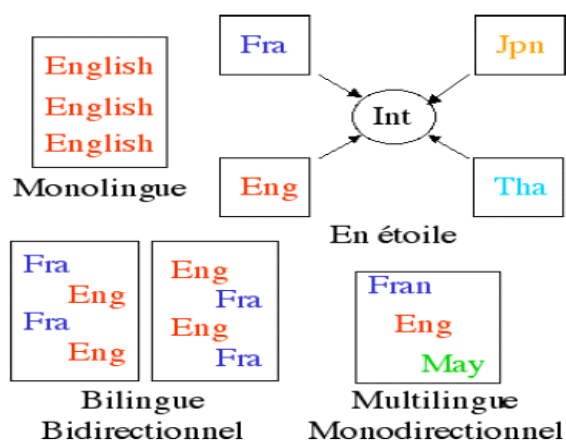 English
English
English
Monolingue
Fra
Jpn
Int
Eng
Tha
En étoile
Fra
Eng
Fra
Eng
Eng
Fra
Eng
Fra
Bilingue
Bidirectionnel
Fran
Eng
May
Multilingue
Monodirectionnel